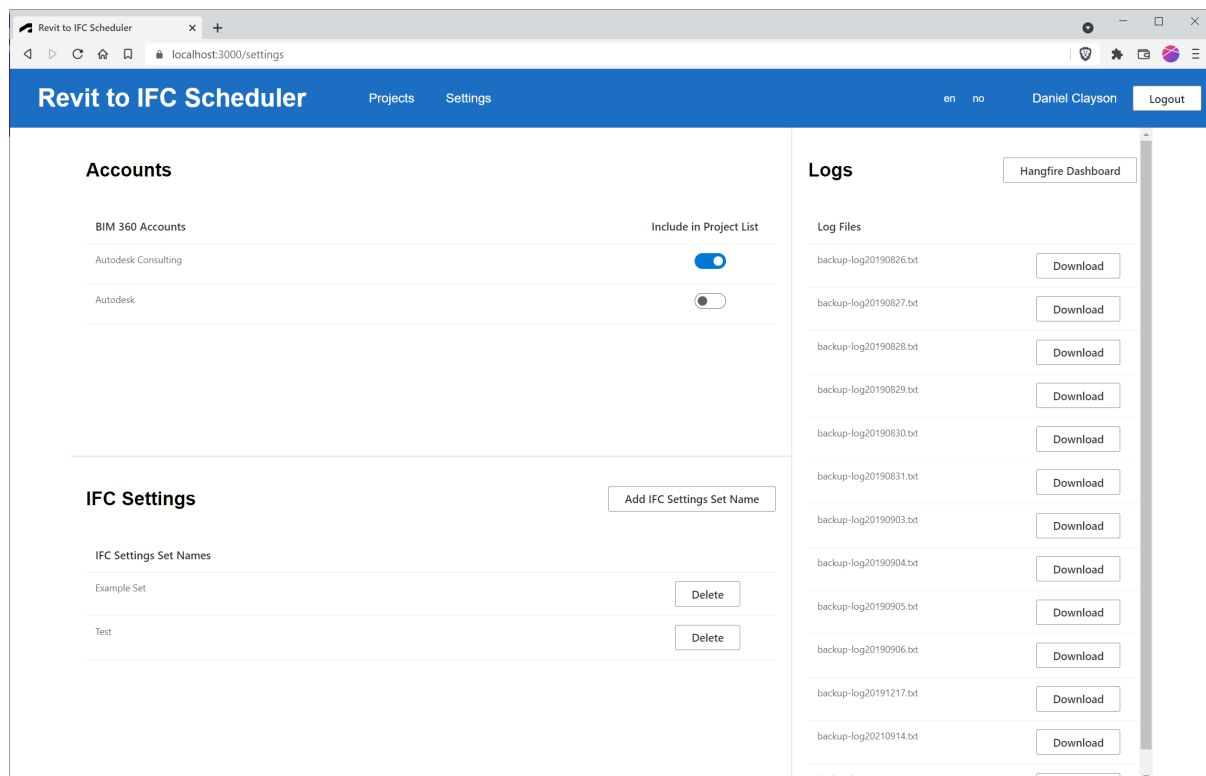 Revit to IFC Scheduler
localhost:3000/settings
Revit to IFC Scheduler
Projects
Settings
en
no
Daniel Clayson
Logout
Accounts
BIM 360 Accounts
Include in Project List
Autodesk Consulting
Autodesk
IFC Settings
Add IFC Settings Set Name
IFC Settings Set Names
Example Set
Delete
Test
Delete
Logs
Hangfire Dashboard
Log Files
backup-log20190826.txt
Download
backup-log20190827.txt
Download
backup-log20190828.txt
Download
backup-log20190829.txt
Download
backup-log20190830.txt
Download
backup-log20190831.txt
Download
backup-log20190903.txt
Download
backup-log20190904.txt
Download
backup-log20190905.txt
Download
backup-log20190906.txt
Download
backup-log20191217.txt
Download
backup-log20210914.txt
Download